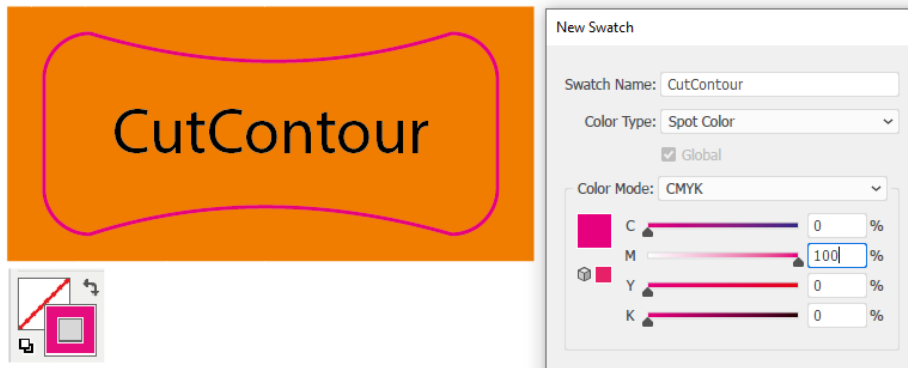 CutContour
New Swatch
Swatch Name: CutContour
Color Type: Spot Color
Global
Color Mode: CMYK
C 0 %
M 100 %
Y 0 %
K 0 %